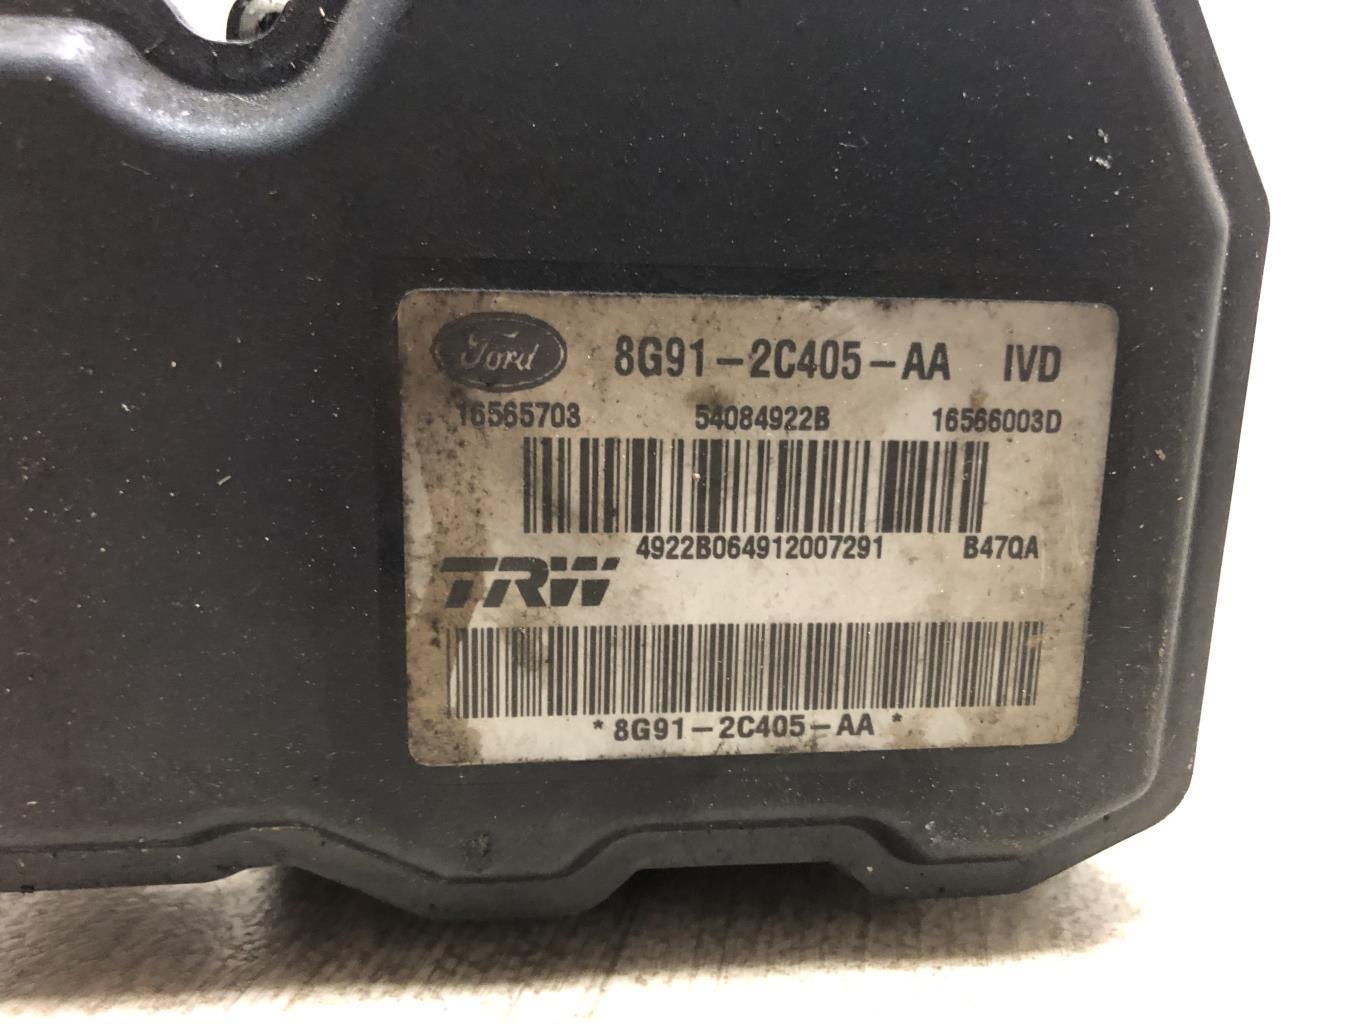 Ford 8G91-2C405-AA IVD
16565703 54084922B 16566003D
4922B064912007291 B47QA
TRW
*8G91-2C405-AA*